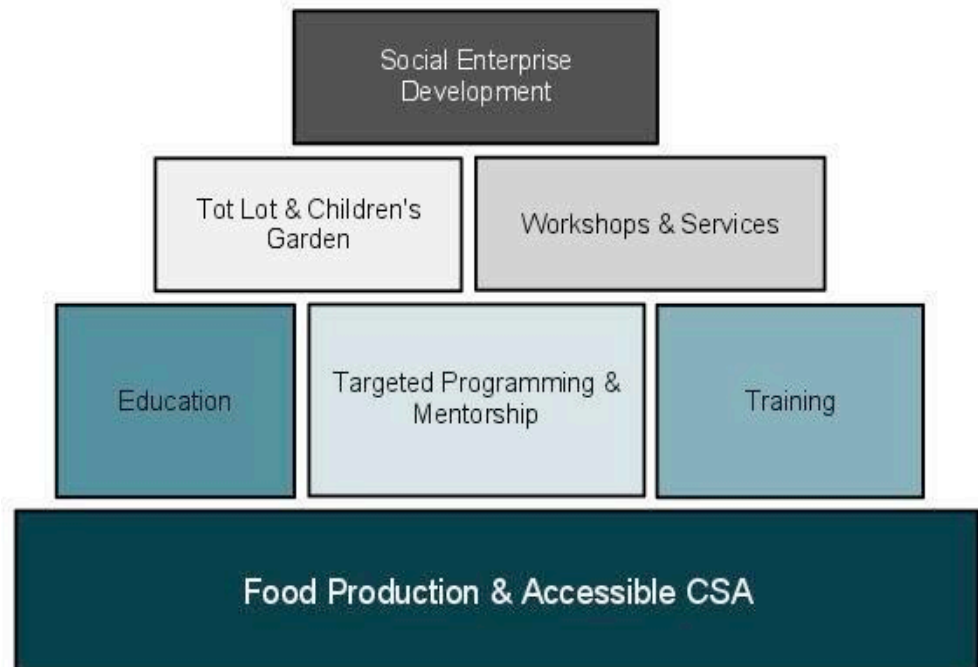 Social Enterprise
Development
Tot Lot & Children's
Garden
Workshops & Services
Education
Targeted Programming &
Mentorship
Training
Food Production & Accessible CSA